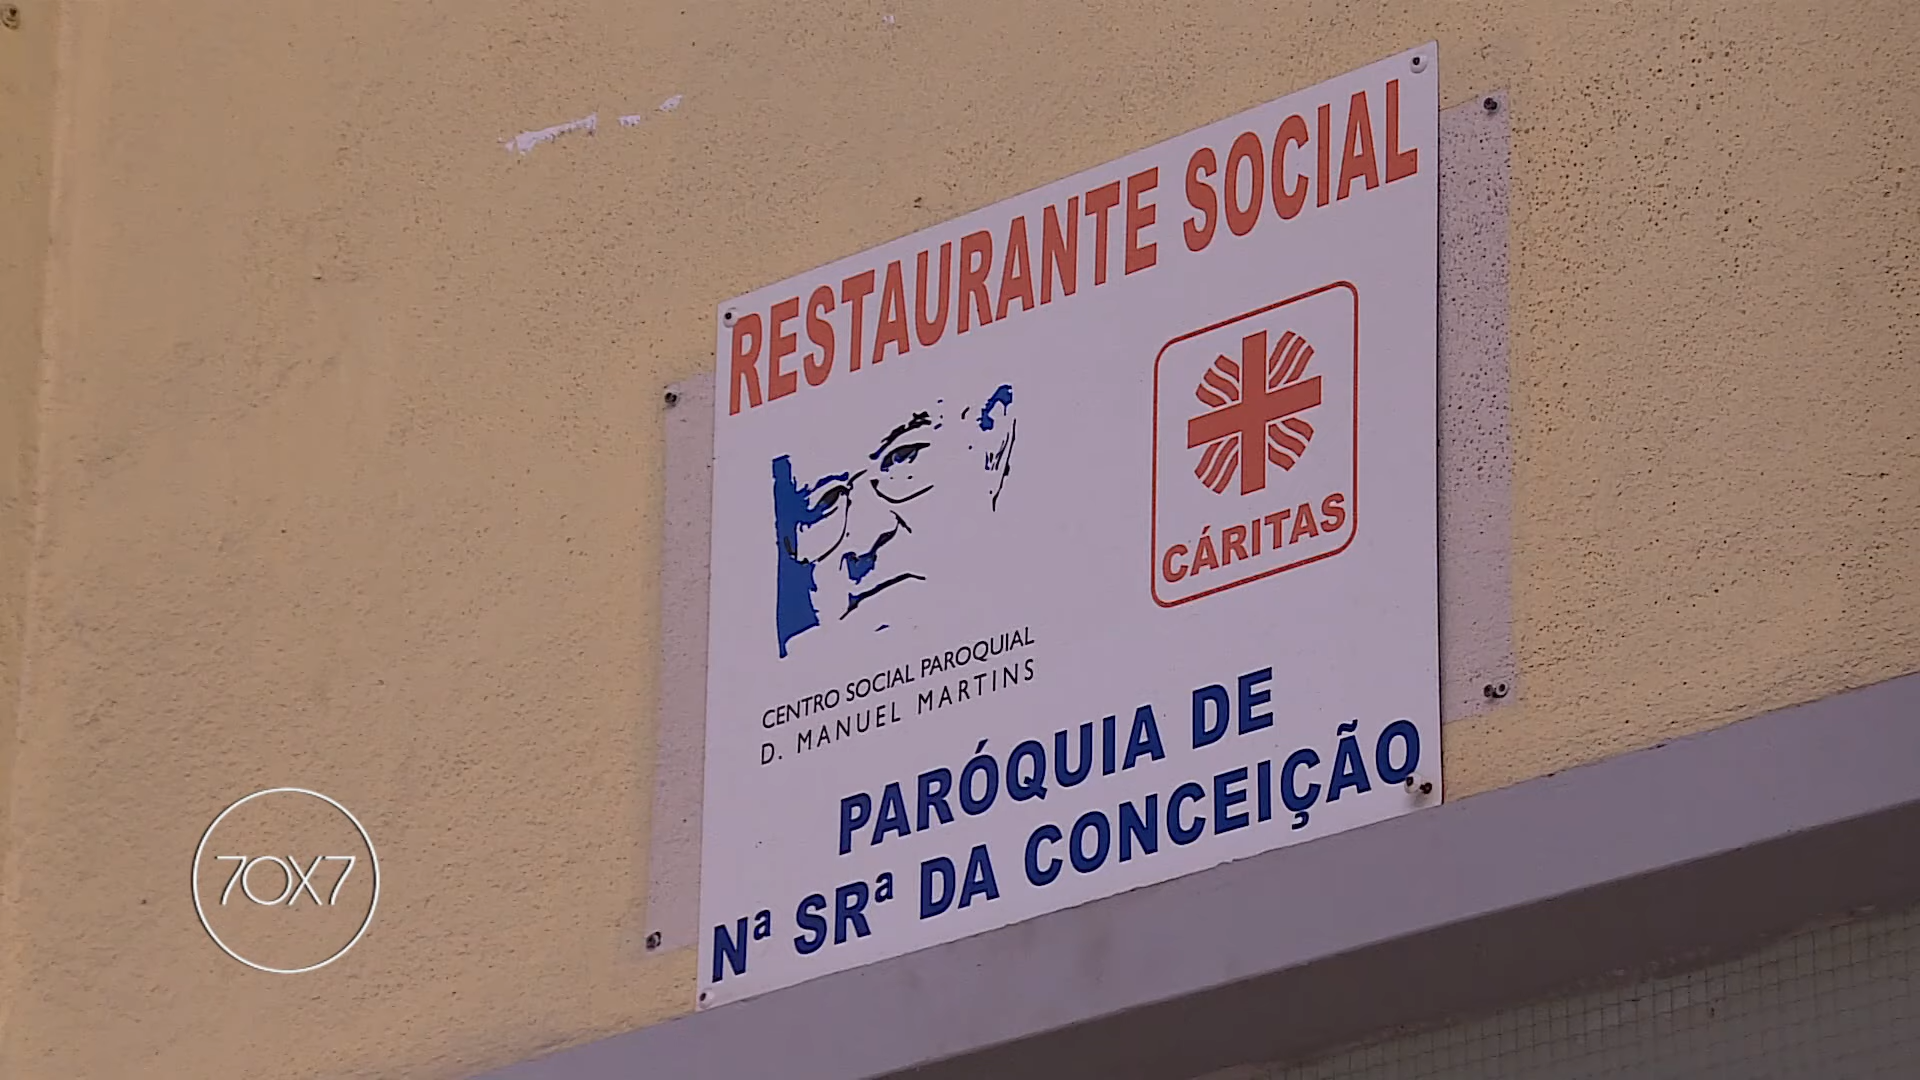 RESTAURANTE SOCIAL
CÁRITAS
CENTRO SOCIAL PAROQUIAL
D. MANUEL MARTINS
PARÓQUIA DE
Nª SRª DA CONCEIÇÃO
70X7